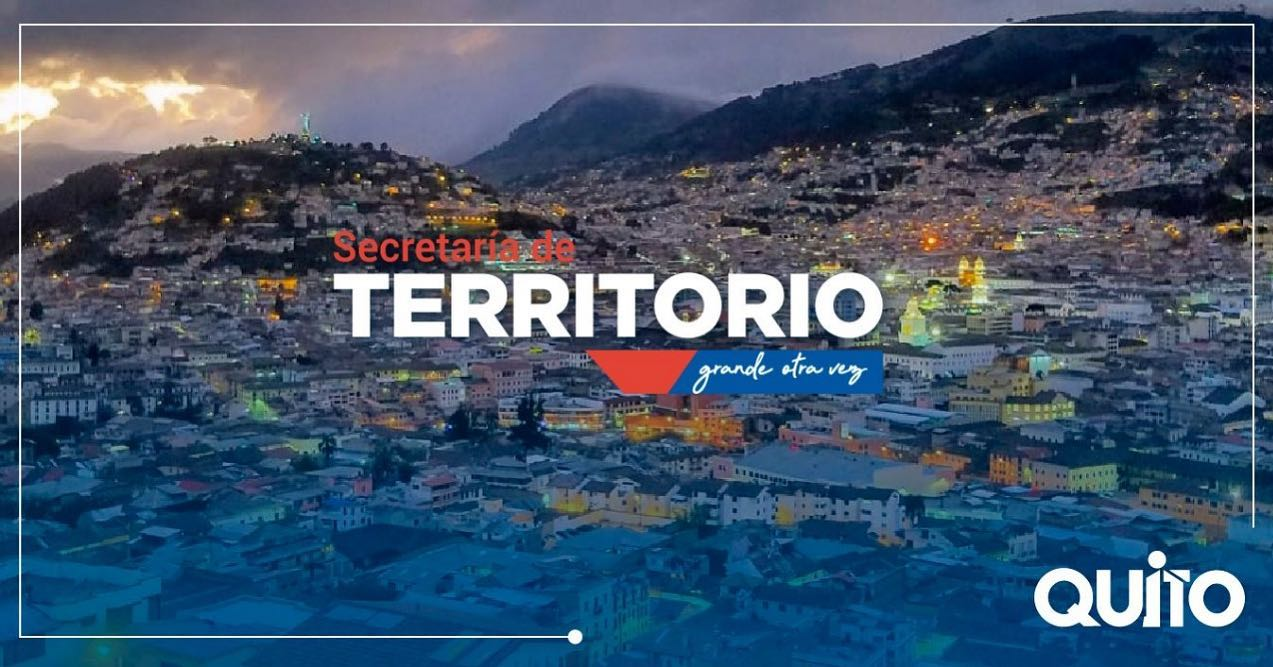 Secretaría de
TERRITORIO
grande otra vez
QUITO